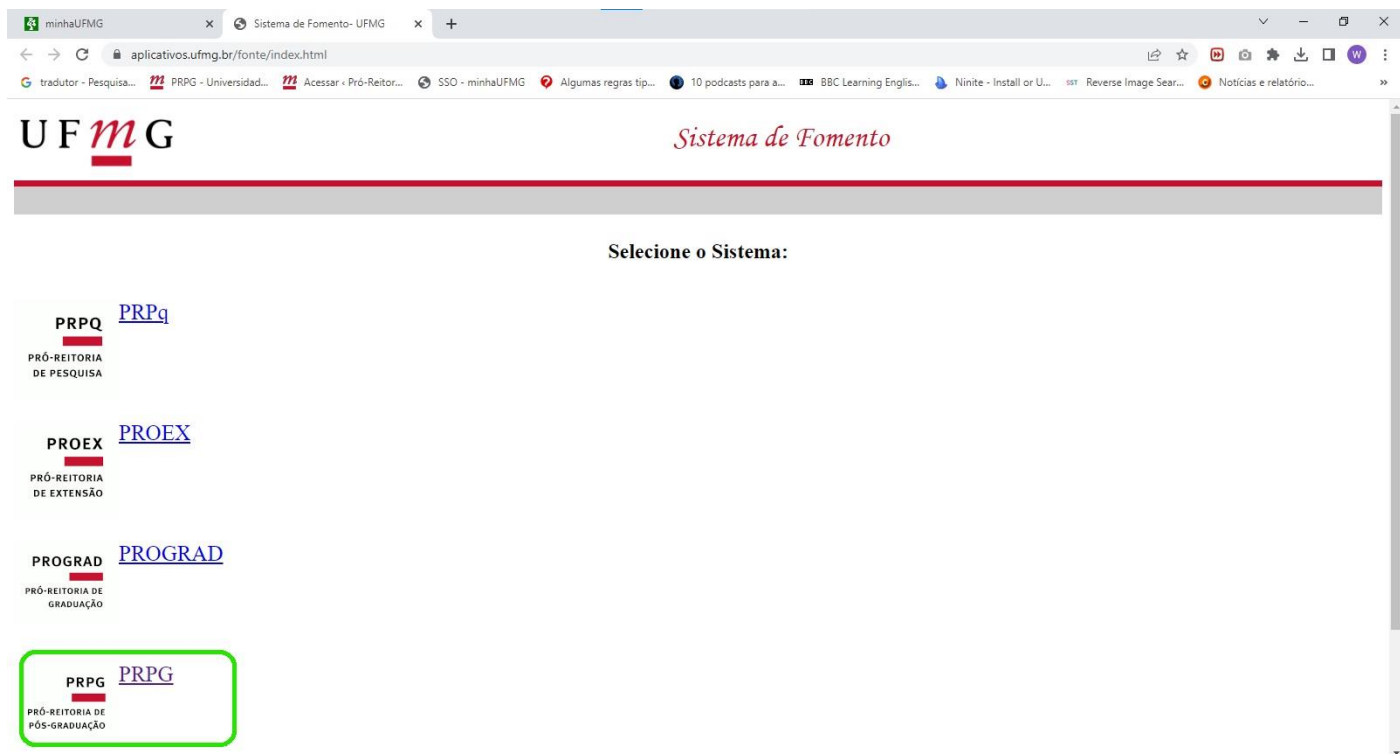 minhaUFMG
Sistema de Fomento- UFMG
aplicativos.ufmg.br/fonte/index.html
W
tradutor - Pesquisa...
PRPG - Universidad...
Acessar ‹ Pró-Reitor...
SSO - minhaUFMG
Algumas regras tip...
10 podcasts para a...
BBC BBC Learning Englis...
Ninite - Install or U...
SST Reverse Image Sear...
Notícias e relatório...
»
UFmG
Sistema de Fomento
Selecione o Sistema:
PRPQ
PRÓ-REITORIA
DE PESQUISA
PRPq
PROEX
PRÓ-REITORIA
DE EXTENSÃO
PROEX
PROGRAD
PRÓ-REITORIA DE
GRADUAÇÃO
PROGRAD
PRPG
PRÓ-REITORIA DE
PÓS-GRADUAÇÃO
PRPG